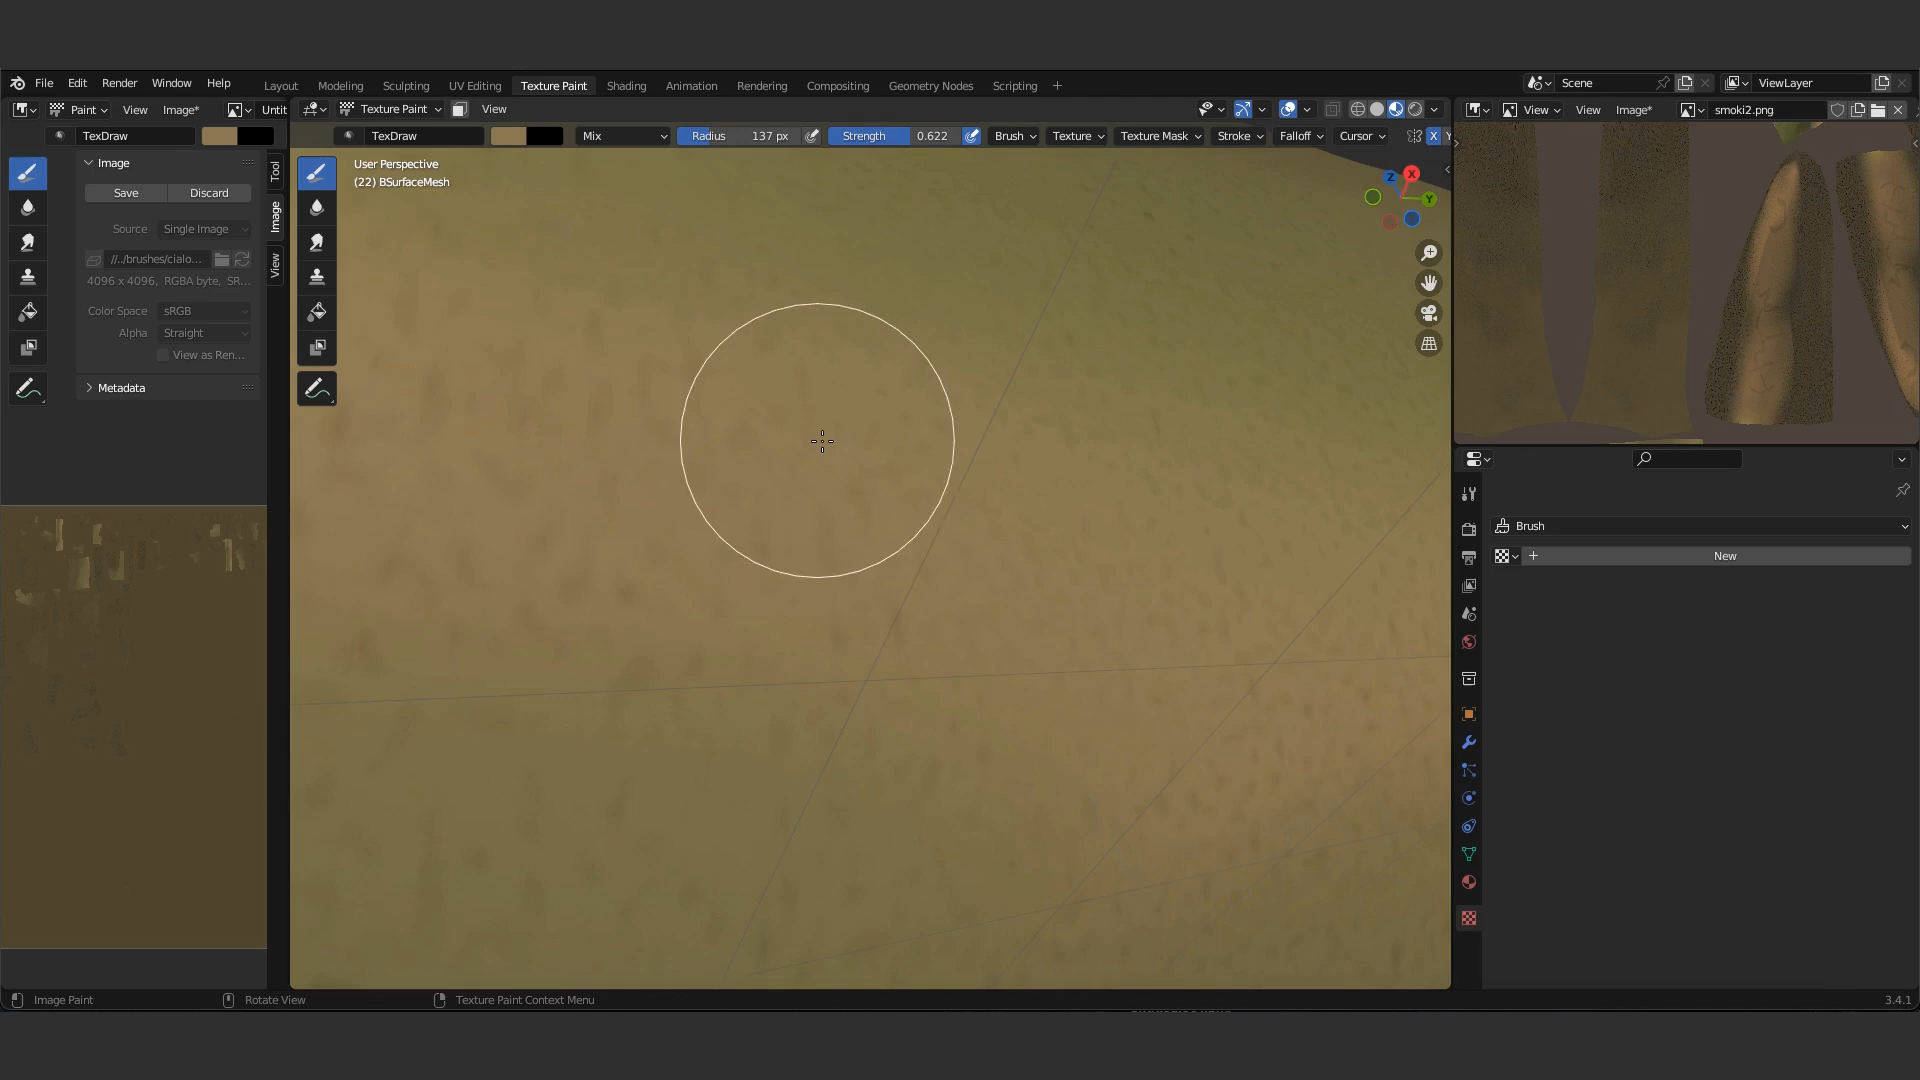 File Edit Render Window Help
Layout Modeling Sculpting UV Editing Texture Paint Shading Animation Rendering Compositing Geometry Nodes Scripting +
Scene
ViewLayer
Paint View Image* Untit
Texture Paint View
View View Image* smoki2.png
TexDraw
TexDraw Mix Radius 137 px Strength 0.622 Brush Texture Texture Mask Stroke Falloff Cursor X Y
Image
Save Discard
Source Single Image
//../brushes/cialo...
4096 x 4096, RGBA byte, SR...
Color Space sRGB
Alpha Straight
View as Ren...
Metadata
Tool
Image
View
User Perspective
(22) BSurfaceMesh
Z X Y
Brush
+ New
Image Paint Rotate View Texture Paint Context Menu
3.4.1